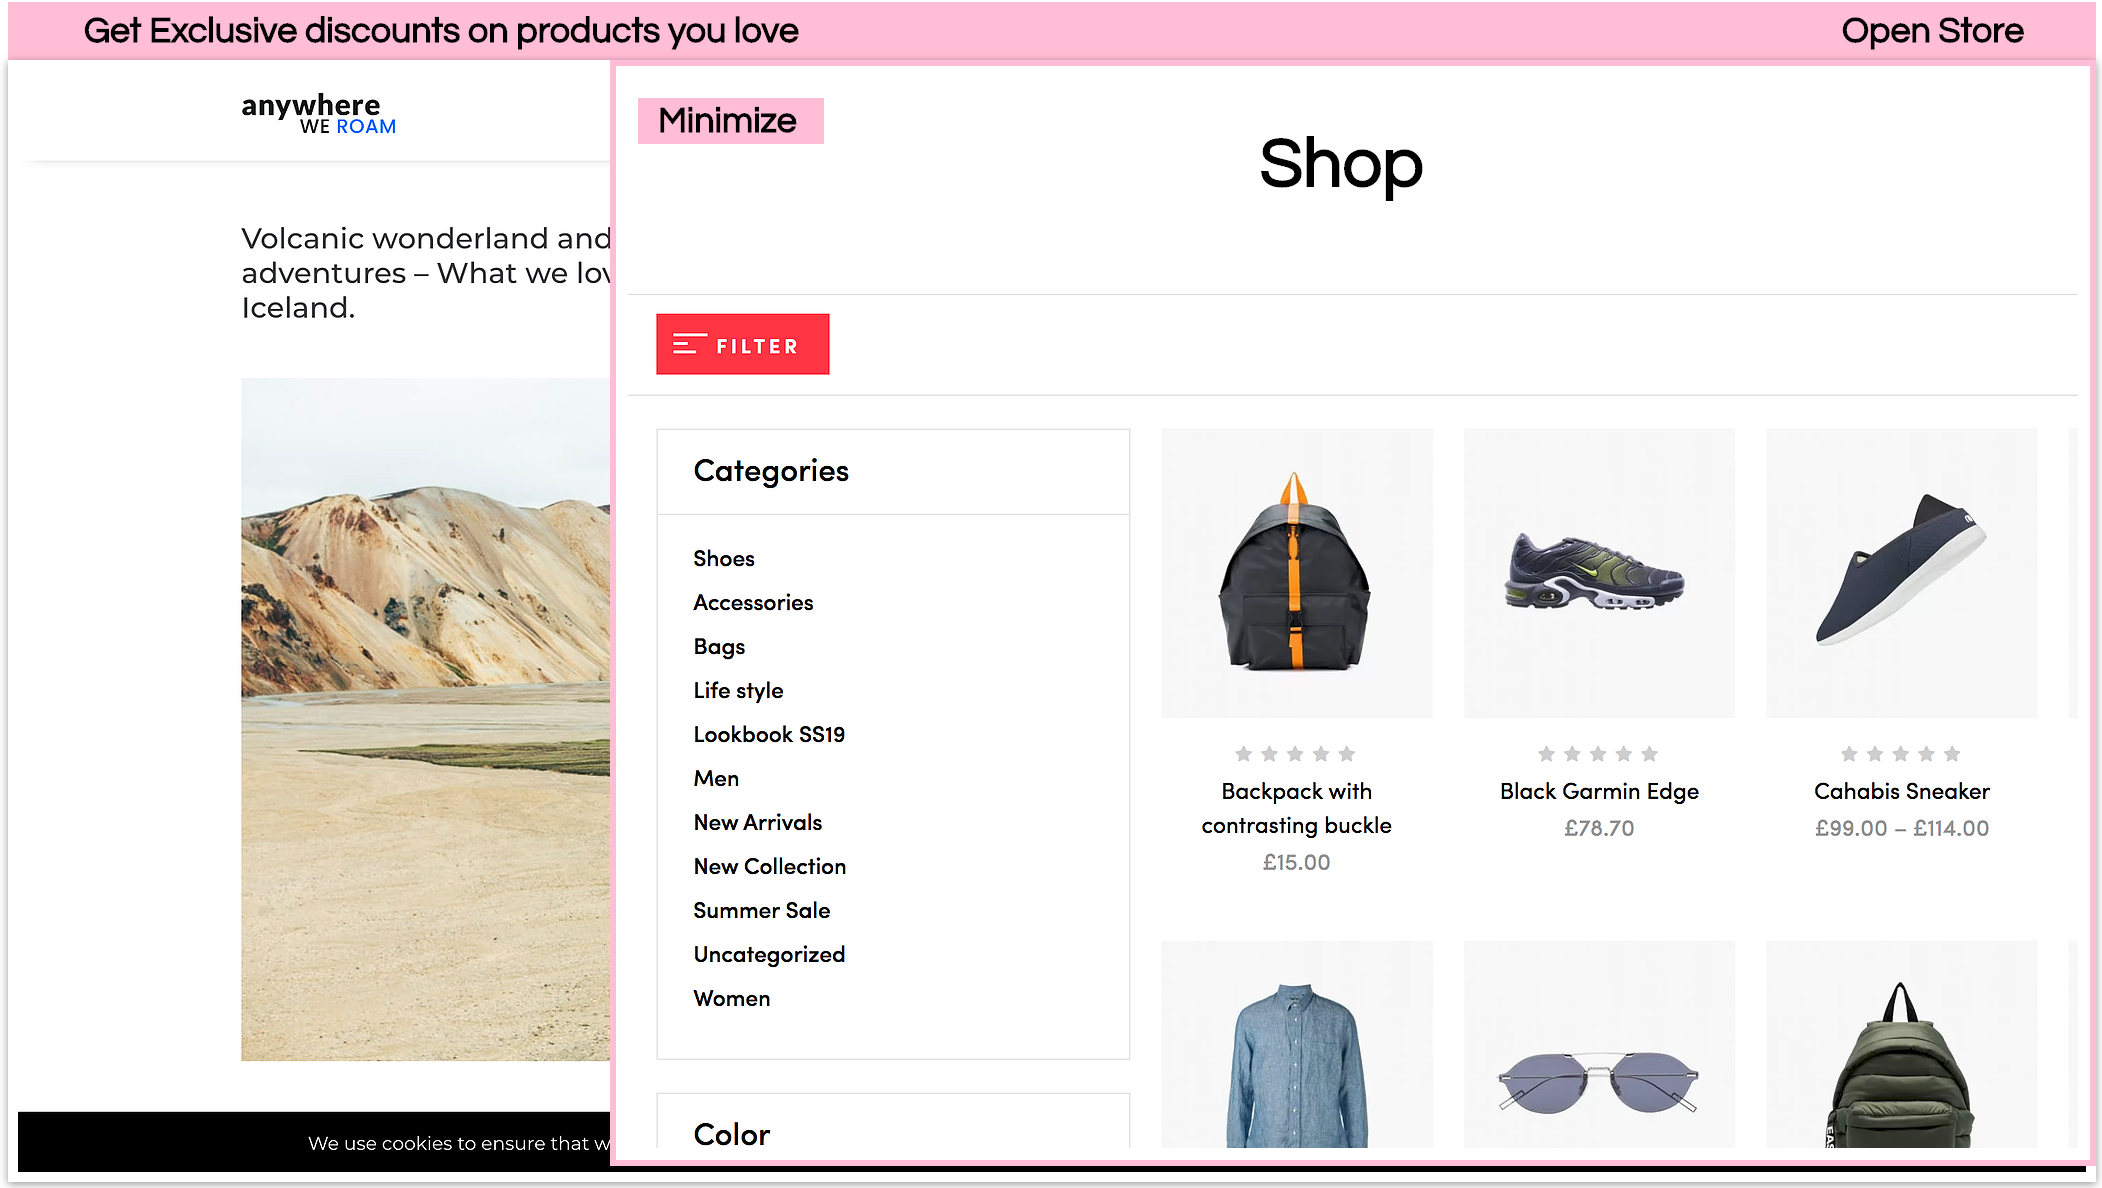 Get Exclusive discounts on products you love
Open Store
anywhere
WE ROAM
Volcanic wonderland and
adventures – What we lov
Iceland.
We use cookies to ensure that w
Minimize
Shop
FILTER
Categories
Shoes
Accessories
Bags
Life style
Lookbook SS19
Men
New Arrivals
New Collection
Summer Sale
Uncategorized
Women
Color
Backpack with
contrasting buckle
£15.00
Black Garmin Edge
£78.70
Cahabis Sneaker
£99.00 – £114.00